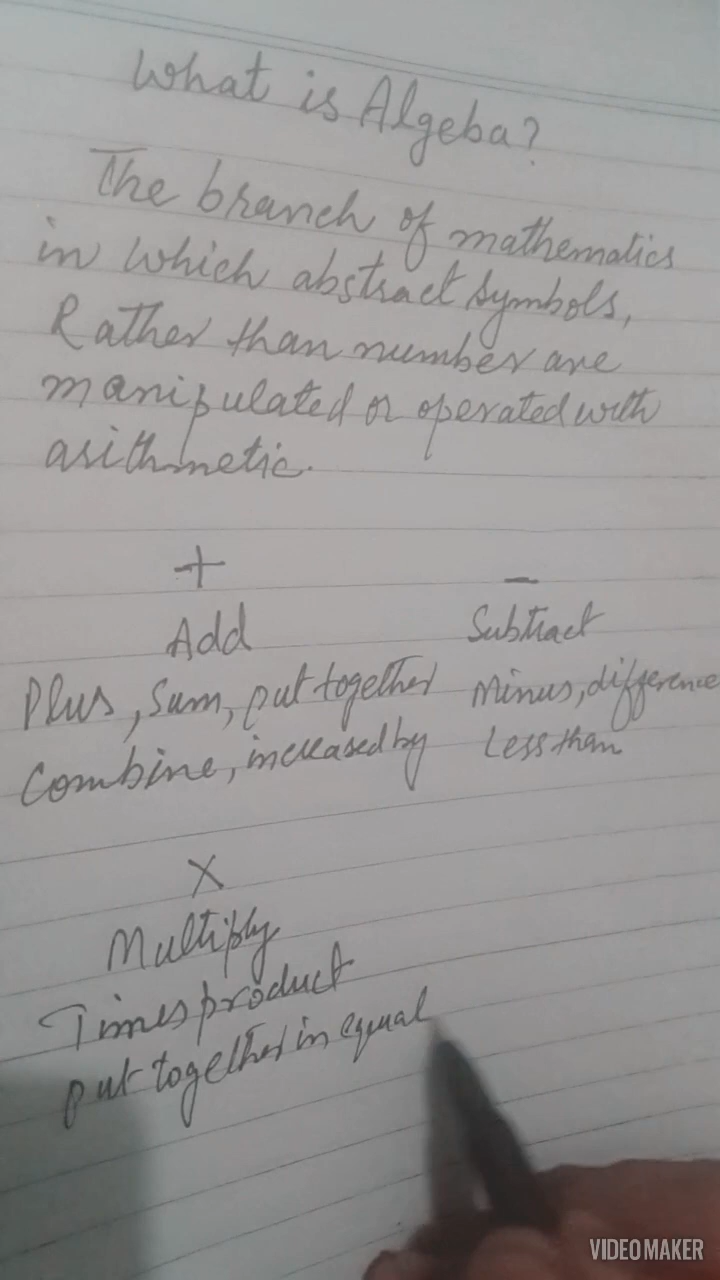 What is Algeba?
The branch of mathematics
in which abstract symbols,
Rather than number are
manipulated or operated with
arithmetic.
+ −
Add Subtract
Plus, Sum, put together Minus, difference
Combine, increased by Less than
×
Multiply
Times product
put together in equal
VIDEO MAKER